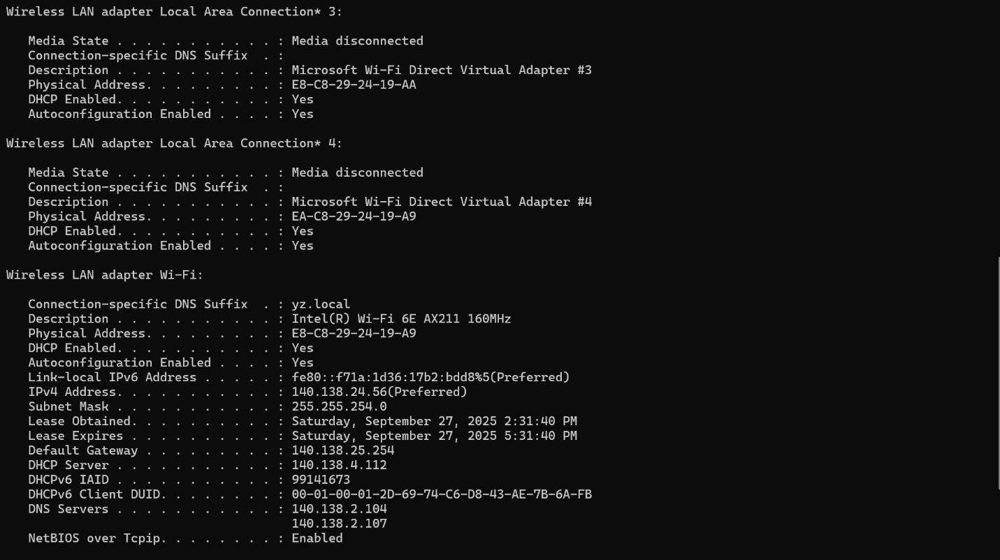 Wireless LAN adapter Local Area Connection* 3:
Media State . . . . . . . . . . . : Media disconnected
Connection-specific DNS Suffix  . :
Description . . . . . . . . . . . : Microsoft Wi-Fi Direct Virtual Adapter #3
Physical Address. . . . . . . . . : E8-C8-29-24-19-AA
DHCP Enabled. . . . . . . . . . . : Yes
Autoconfiguration Enabled . . . . : Yes
Wireless LAN adapter Local Area Connection* 4:
Media State . . . . . . . . . . . : Media disconnected
Connection-specific DNS Suffix  . :
Description . . . . . . . . . . . : Microsoft Wi-Fi Direct Virtual Adapter #4
Physical Address. . . . . . . . . : EA-C8-29-24-19-A9
DHCP Enabled. . . . . . . . . . . : Yes
Autoconfiguration Enabled . . . . : Yes
Wireless LAN adapter Wi-Fi:
Connection-specific DNS Suffix  . : yz.local
Description . . . . . . . . . . . : Intel(R) Wi-Fi 6E AX211 160MHz
Physical Address. . . . . . . . . : E8-C8-29-24-19-A9
DHCP Enabled. . . . . . . . . . . : Yes
Autoconfiguration Enabled . . . . : Yes
Link-local IPv6 Address . . . . . : fe80::f71a:1d36:17b2:bdd8%5(Preferred)
IPv4 Address. . . . . . . . . . . : 140.138.24.56(Preferred)
Subnet Mask . . . . . . . . . . . : 255.255.254.0
Lease Obtained. . . . . . . . . . : Saturday, September 27, 2025 2:31:40 PM
Lease Expires . . . . . . . . . . : Saturday, September 27, 2025 5:31:40 PM
Default Gateway . . . . . . . . . : 140.138.25.254
DHCP Server . . . . . . . . . . . : 140.138.4.112
DHCPv6 IAID . . . . . . . . . . . : 99141673
DHCPv6 Client DUID. . . . . . . . : 00-01-00-01-2D-69-74-C6-D8-43-AE-7B-6A-FB
DNS Servers . . . . . . . . . . . : 140.138.2.104
140.138.2.107
NetBIOS over Tcpip. . . . . . . . : Enabled